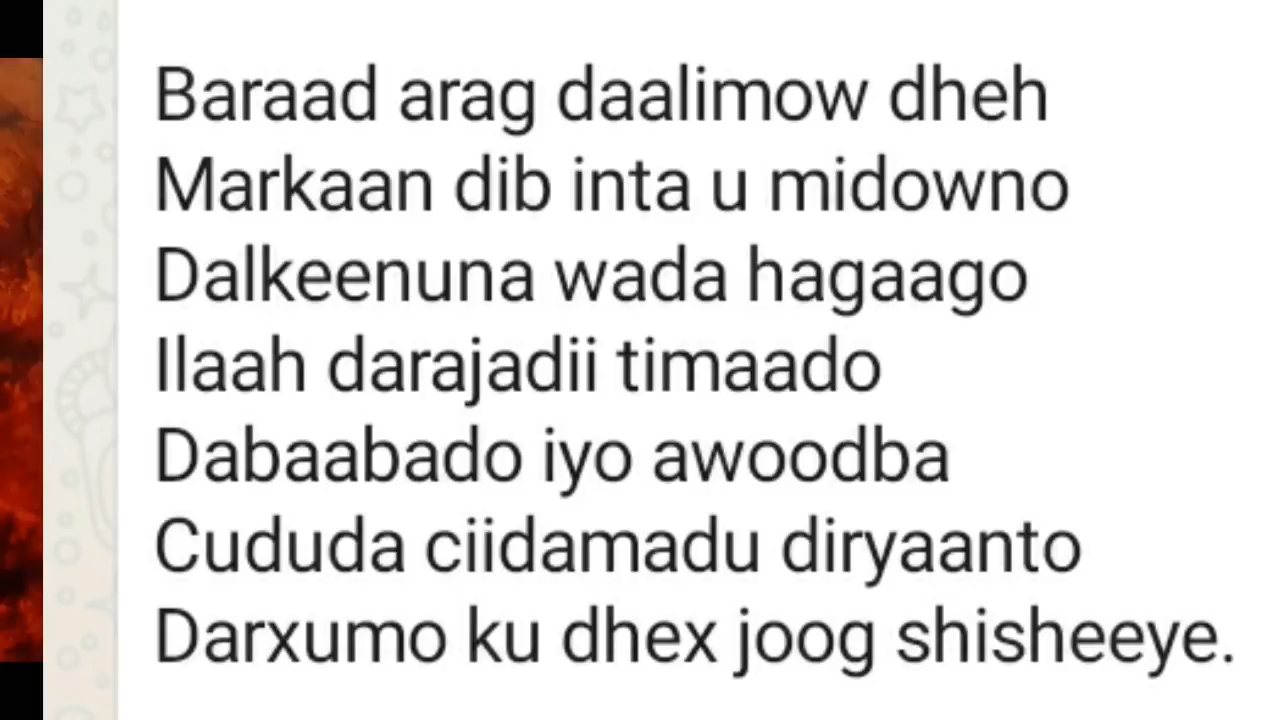 Baraad arag daalimow dheh
Markaan dib inta u midowno
Dalkeenuna wada hagaago
Ilaah darajadii timaado
Dabaabado iyo awoodba
Cududa ciidamadu diryaanto
Darxumo ku dhex joog shisheeye.